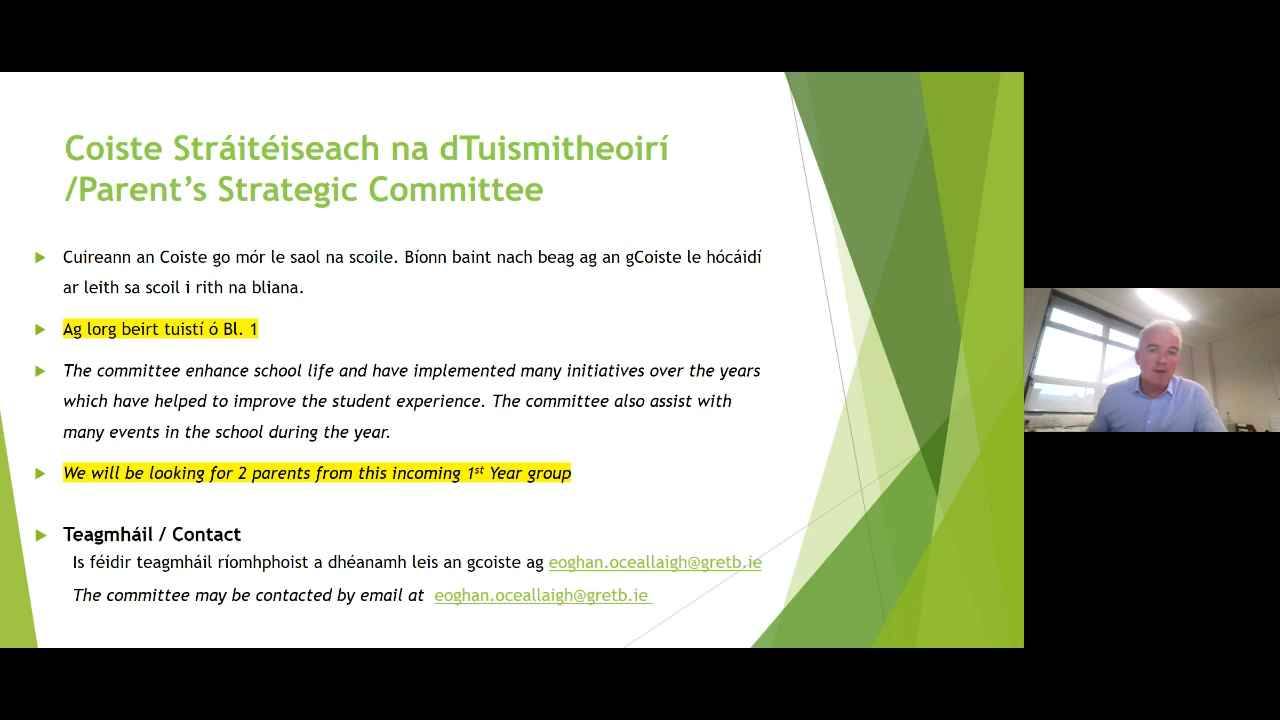 Coiste Stráitéiseach na dTuismitheoirí
/Parent’s Strategic Committee
Cuireann an Coiste go mór le saol na scoile. Bíonn baint nach beag ag an gCoiste le hócáidí
ar leith sa scoil i rith na bliana.
Ag lorg beirt tuistí ó Bl. 1
The committee enhance school life and have implemented many initiatives over the years
which have helped to improve the student experience. The committee also assist with
many events in the school during the year.
We will be looking for 2 parents from this incoming 1st Year group
Teagmháil / Contact
Is féidir teagmháil ríomhphoist a dhéanamh leis an gcoiste ag eoghan.oceallaigh@gretb.ie
The committee may be contacted by email at eoghan.oceallaigh@gretb.ie